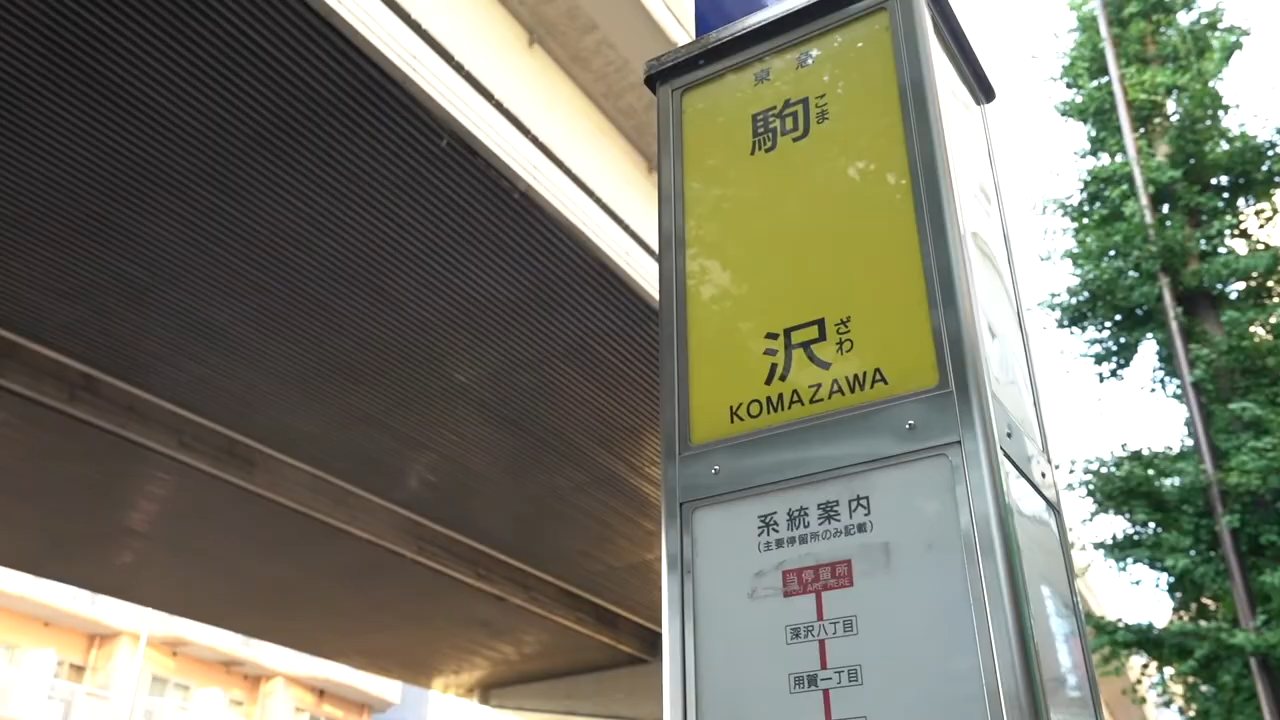 東急
駒
こま
沢
ざわ
KOMAZAWA
系統案内
(主要停留所のみ記載)
当停留所
YOU ARE HERE
深沢八丁目
用賀一丁目